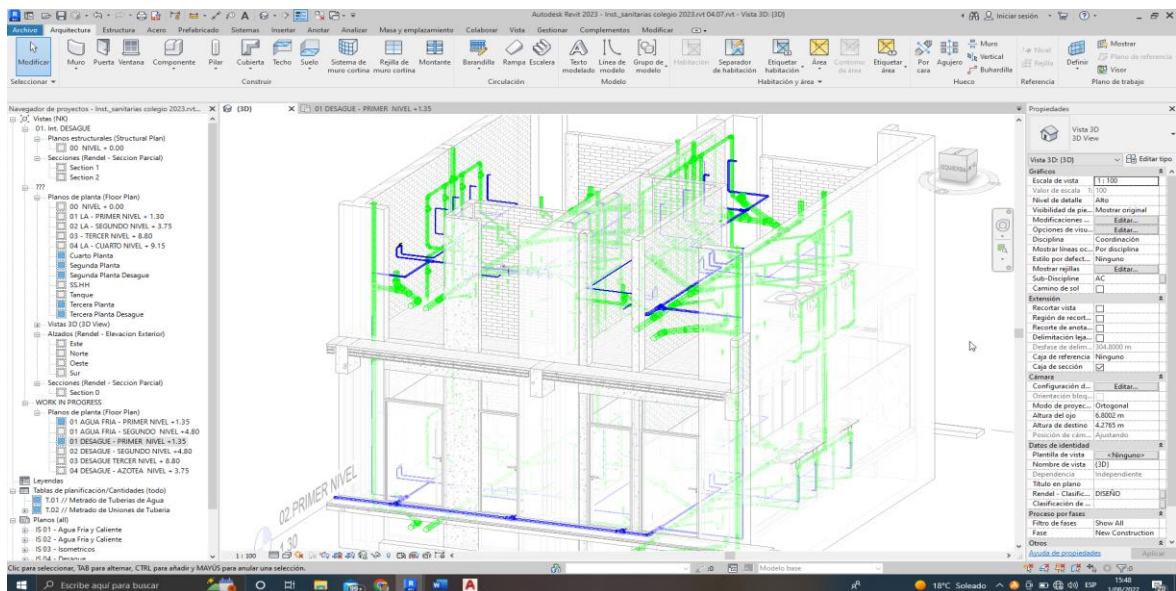 Autodesk Revit 2023 - Inst._sanitarias colegio 2023.rvt 04.07.rvt - Vista 3D: {3D}
Iniciar sesión
Archivo Arquitectura Estructura Acero Prefabricado Sistemas Insertar Anotar Analizar Masa y emplazamiento Colaborar Vista Gestionar Complementos Modificar
Modificar Muro Puerta Ventana Componente Pilar Cubierta Techo Suelo Sistema de muro cortina Rejilla de muro cortina Montante Barandilla Rampa Escalera Texto modelado Línea de modelo Grupo de modelo Habitación Separador de habitación Etiquetar habitación Área Contorno de área Etiquetar área Por cara Agujero Muro Vertical Buhardilla Nivel Rejilla Definir Mostrar Plano de referencia Visor
Seleccionar Construir Circulación Modelo Habitación y área Hueco Referencia Plano de trabajo
Navegador de proyectos - Inst._sanitarias colegio 2023.rvt...
Vistas (NK)
01. Int. DESAGUE
Planos estructurales (Structural Plan)
00 NIVEL + 0.00
Secciones (Rendel - Seccion Parcial)
Section 1
Section 2
???
Planos de planta (Floor Plan)
00 NIVEL + 0.00
01 LA - PRIMER NIVEL + 1.30
02 LA - SEGUNDO NIVEL + 3.75
03 - TERCER NIVEL + 8.80
04 LA - CUARTO NIVEL + 9.15
Cuarto Planta
Segunda Planta
Segunda Planta Desague
SS.HH
Tanque
Tercera Planta
Tercera Planta Desague
Vistas 3D (3D View)
Alzados (Rendel - Elevacion Exterior)
Este
Norte
Oeste
Sur
Secciones (Rendel - Seccion Parcial)
Section 0
WORK IN PROGRESS
Planos de planta (Floor Plan)
01 AGUA FRIA - PRIMER NIVEL +1.35
01 AGUA FRIA - SEGUNDO NIVEL +4.80
01 DESAGUE - PRIMER NIVEL +1.35
02 DESAGUE - SEGUNDO NIVEL +4.80
03 DESAGUE TERCER NIVEL + 8.80
04 DESAGUE - AZOTEA NIVEL + 3.75
Leyendas
Tablas de planificación/Cantidades (todo)
T.01 // Metrado de Tuberias de Agua
T.02 // Metrado de Uniones de Tuberia
Planos (all)
IS 01 - Agua Fria y Caliente
IS 02 - Agua Fria y Caliente
IS 03 - Isometricos
IS 04 - Desague
{3D}
01 DESAGUE - PRIMER NIVEL +1.35
02.PRIMER NIVEL
1.30
IZQUIERDA
1 : 100
Propiedades
Vista 3D
3D View
Vista 3D: {3D} Editar tipo
Gráficos
Escala de vista 1 : 100
Valor de escala 1: 100
Nivel de detalle Alto
Visibilidad de pie... Mostrar original
Modificaciones ... Editar...
Opciones de visu... Editar...
Disciplina Coordinación
Mostrar líneas oc... Por disciplina
Estilo por defect... Ninguno
Mostrar rejillas Editar...
Sub-Discipline AC
Camino de sol
Extensión
Recortar vista
Región de recort...
Recorte de anota...
Delimitación leja...
Desfase de delim... 304.8000 m
Caja de referencia Ninguno
Caja de sección
Cámara
Configuración d... Editar...
Orientación bloq...
Modo de proyec... Ortogonal
Altura del ojo 6.8002 m
Altura de destino 4.2765 m
Posición de cám... Ajustando
Datos de identidad
Plantilla de vista <Ninguno>
Nombre de vista {3D}
Dependencia Independiente
Título en plano
Rendel - Clasific... DISEÑO
Clasificación de ...
Proceso por fases
Filtro de fases Show All
Fase New Construction
Otros
Ayuda de propiedades Aplicar
Clic para seleccionar, TAB para alternar, CTRL para añadir y MAYÚS para anular una selección.
:0 Modelo base :0
Escribe aquí para buscar
18°C Soleado ESP 15:48
1/08/2022